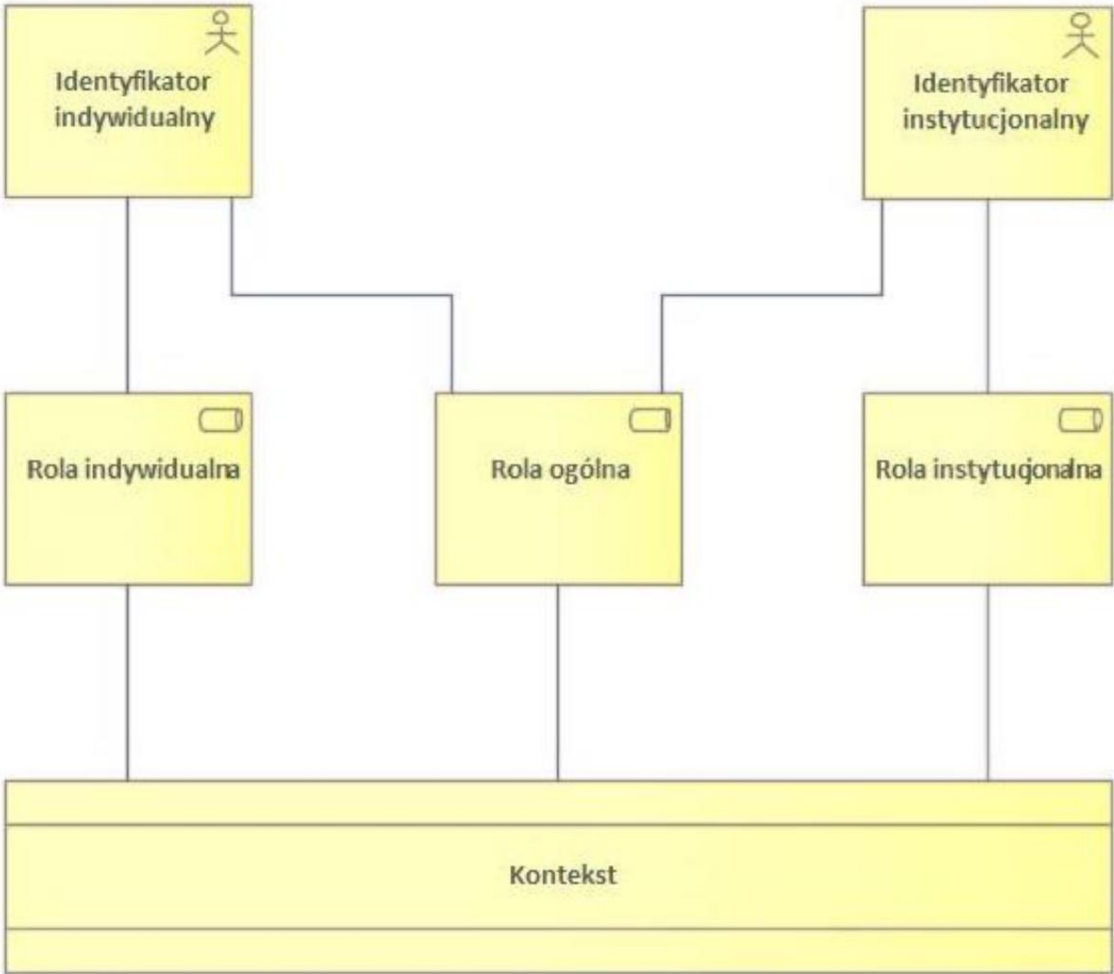 Identyfikator
indywidualny
Identyfikator
instytucjonalny
Rola indywidualna
Rola ogólna
Rola instytucjonalna
Kontekst